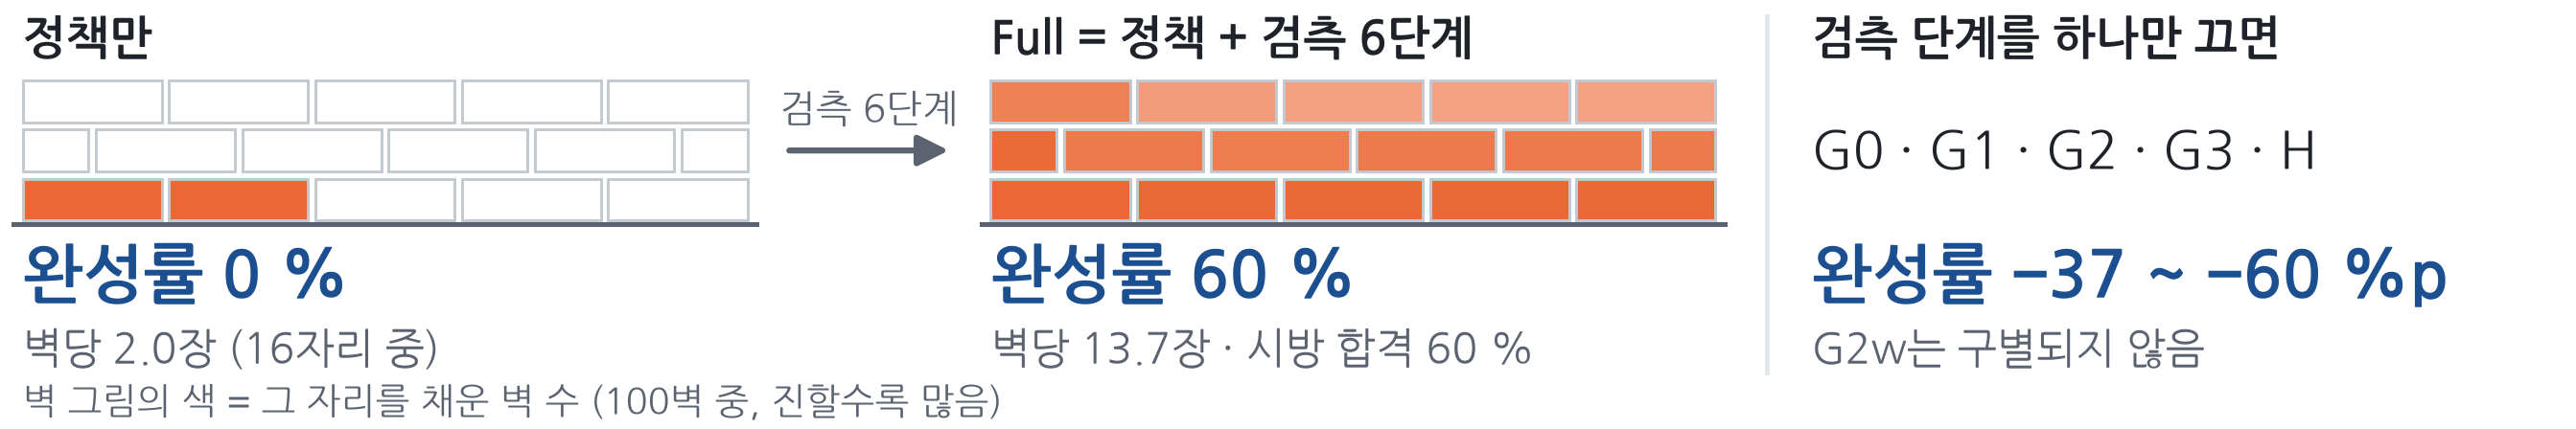 정책만
완성률 0 %
벽당 2.0장 (16자리 중)
벽 그림의 색 = 그 자리를 채운 벽 수 (100벽 중, 진할수록 많음)
검측 6단계
Full = 정책 + 검측 6단계
완성률 60 %
벽당 13.7장 · 시방 합격 60 %
검측 단계를 하나만 끄면
G0 · G1 · G2 · G3 · H
완성률 −37 ~ −60 %p
G2w는 구별되지 않음